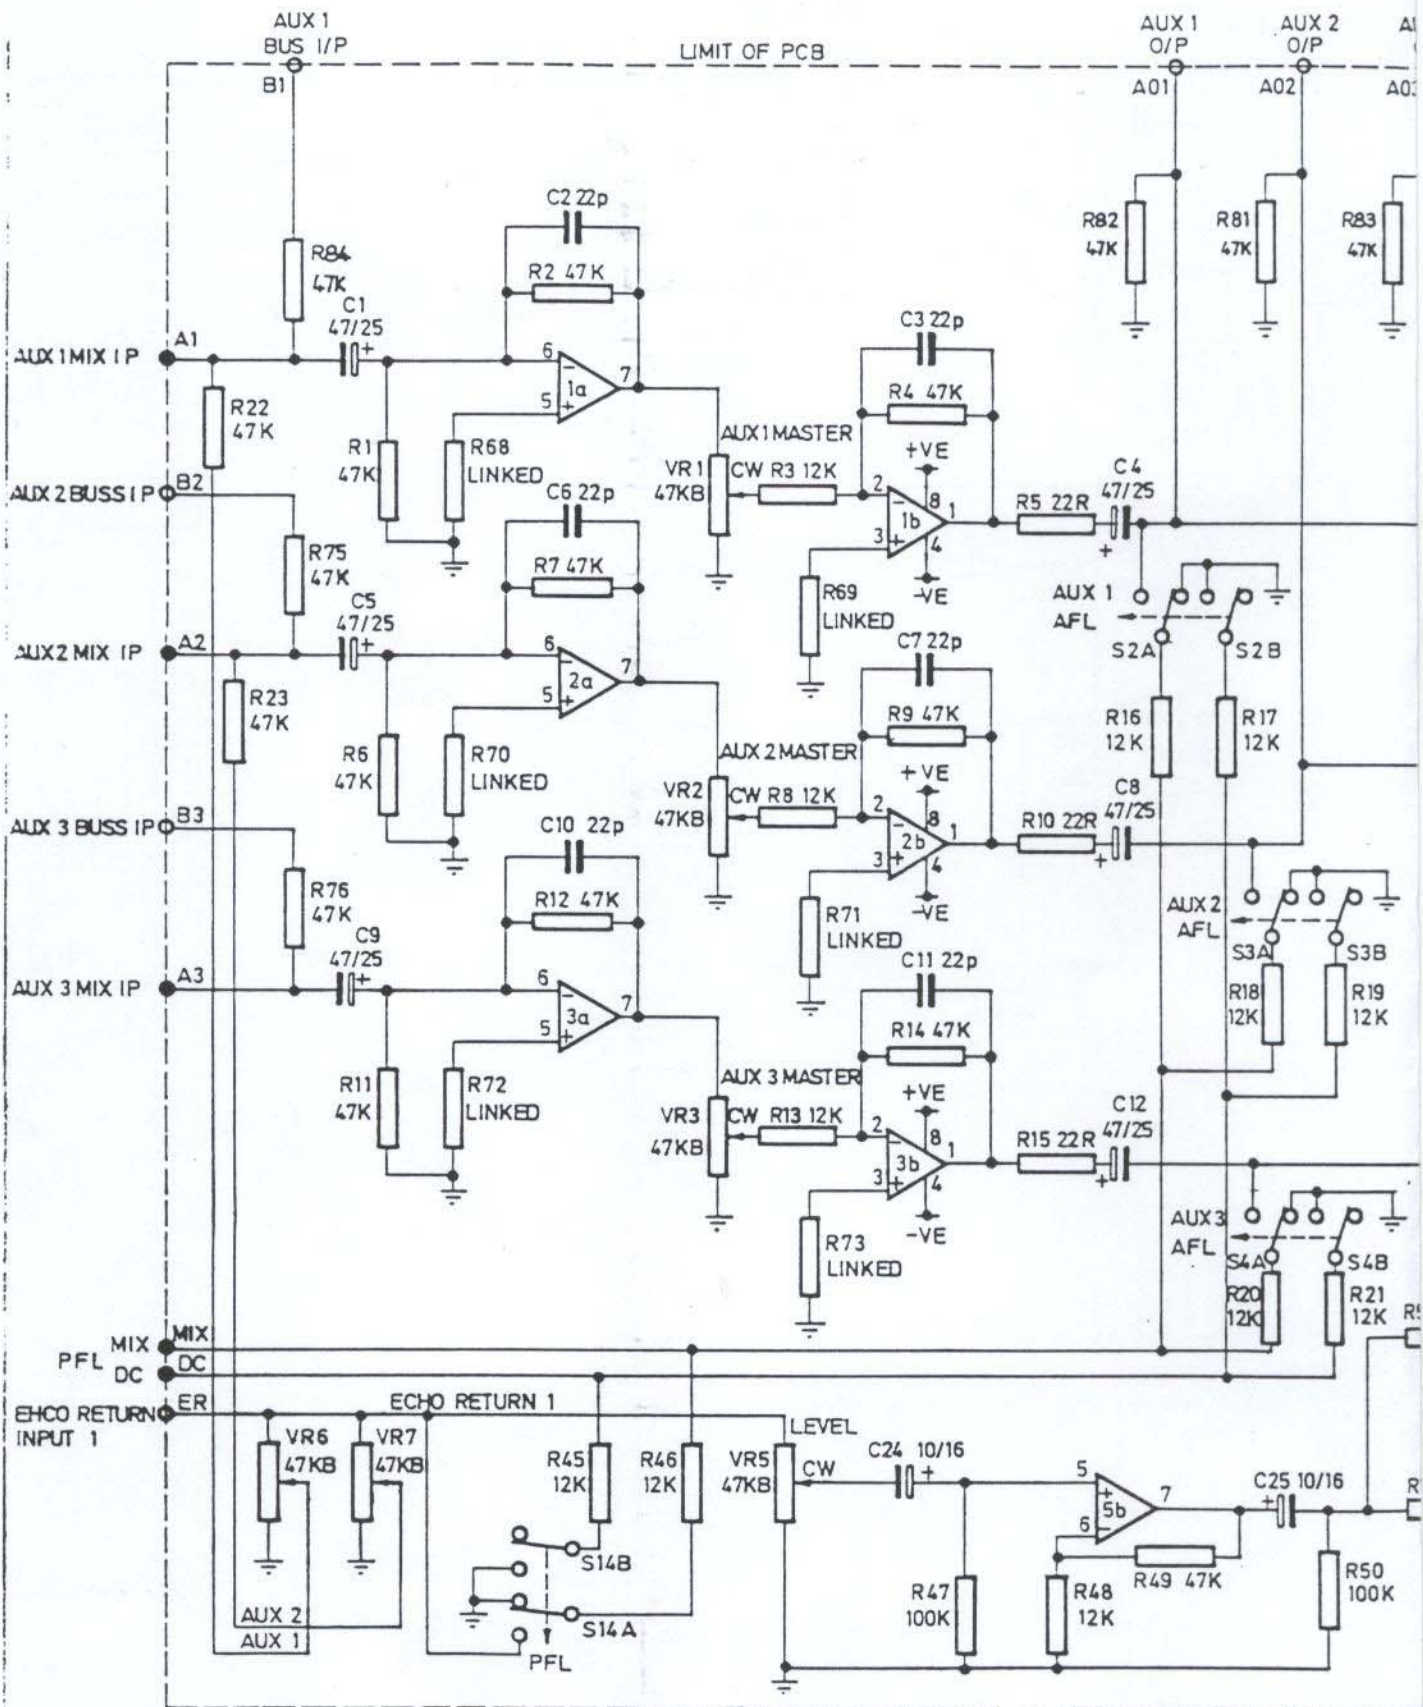 AUX 1
BUS I/P
B1
LIMIT OF PCB
AUX 1
O/P
A01
AUX 2
O/P
A02
R84
47K
C1
47/25
+
AUX 1 MIX I P
A1
R22
47K
C2 22p
R2 47K
6
5
7
-
+
1a
R1
47K
R68
LINKED
AUX 1 MASTER
VR1
47KB
CW R3 12K
C3 22p
R4 47K
+VE
2
3
8
4
1
-
+
1b
-VE
R69
LINKED
R5 22R
C4
47/25
+
R82
47K
R81
47K
R83
47K
AUX 1
AFL
S2A
S2B
R16
12K
R17
12K
AUX 2 BUSS I P
B2
R75
47K
C5
47/25
+
AUX 2 MIX IP
A2
R23
47K
C6 22p
R7 47K
6
5
7
-
+
2a
R6
47K
R70
LINKED
AUX 2 MASTER
VR2
47KB
CW R8 12K
C7 22p
R9 47K
+VE
2
3
8
4
1
-
+
2b
-VE
R71
LINKED
R10 22R
C8
47/25
+
AUX 2
AFL
S3A
S3B
R18
12K
R19
12K
AUX 3 BUSS IP
B3
R76
47K
C9
47/25
+
AUX 3 MIX IP
A3
C10 22p
R12 47K
6
5
7
-
+
3a
R11
47K
R72
LINKED
AUX 3 MASTER
VR3
47KB
CW R13 12K
C11 22p
R14 47K
+VE
2
3
8
4
1
-
+
3b
-VE
R73
LINKED
R15 22R
C12
47/25
+
AUX3
AFL
S4A
S4B
R20
12K
R21
12K
PFL
MIX
MIX
DC
DC
EHCO RETURN
INPUT 1
ER
ECHO RETURN 1
VR6
47KB
VR7
47KB
R45
12K
R46
12K
S14B
S14A
PFL
AUX 2
AUX 1
LEVEL
VR5
47KB
CW
C24 10/16
+
R47
100K
5
6
7
+
-
5b
R48
12K
R49 47K
C25 10/16
+
R50
100K